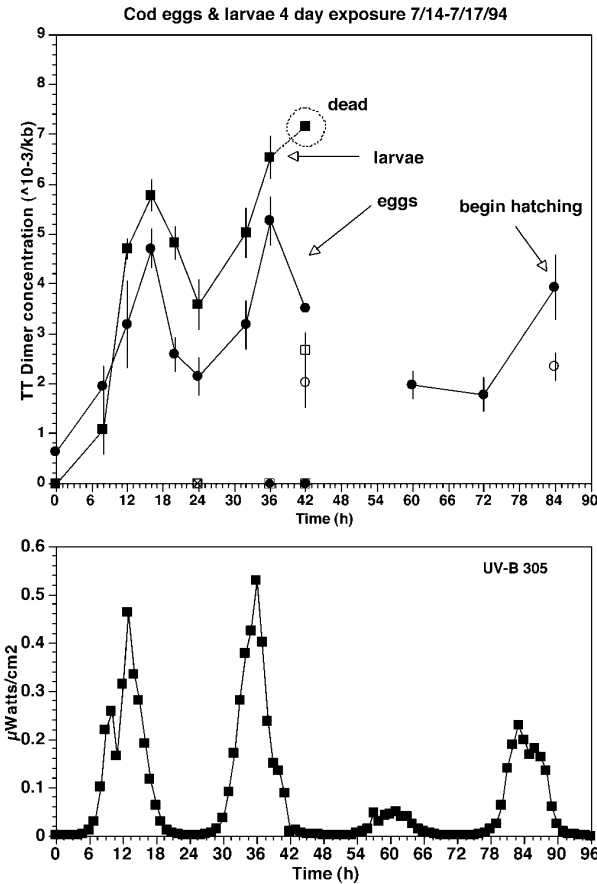 Cod eggs & larvae 4 day exposure 7/14-7/17/94
TT Dimer concentration (^10-3/kb)
9
8
7
6
5
4
3
2
1
0
dead
larvae
eggs
begin hatching
0 6 12 18 24 30 36 42 48 54 60 66 72 78 84 90
Time (h)
UV-B 305
µWatts/cm2
0.6
0.5
0.4
0.3
0.2
0.1
0
0 6 12 18 24 30 36 42 48 54 60 66 72 78 84 90 96
Time (h)